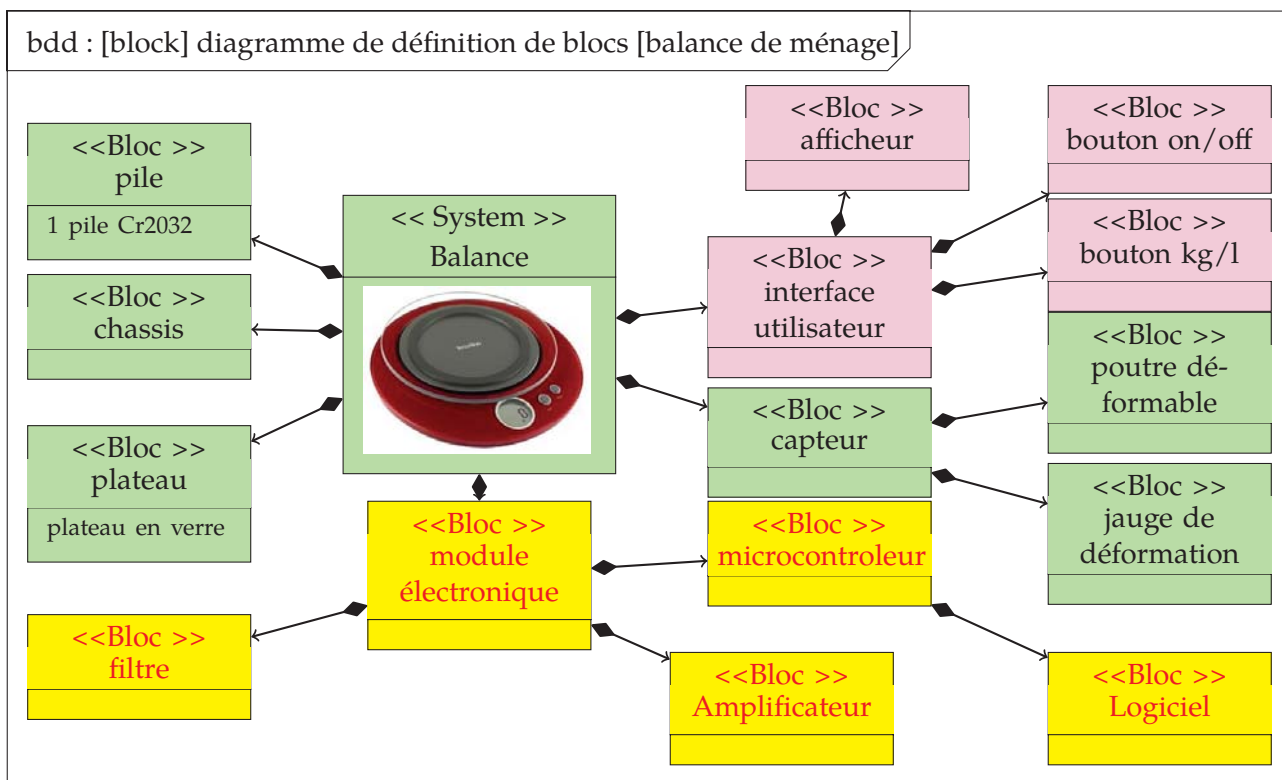 bdd : [block] diagramme de définition de blocs [balance de ménage]
<<Bloc >>
pile
1 pile Cr2032
<<Bloc >>
chassis
<<Bloc >>
plateau
plateau en verre
<< System >>
Balance
<<Bloc >>
afficheur
<<Bloc >>
bouton on/off
<<Bloc >>
interface
utilisateur
<<Bloc >>
bouton kg/l
<<Bloc >>
capteur
<<Bloc >>
poutre dé-
formable
<<Bloc >>
jauge de
déformation
<<Bloc >>
module
électronique
<<Bloc >>
microcontroleur
<<Bloc >>
filtre
<<Bloc >>
Amplificateur
<<Bloc >>
Logiciel